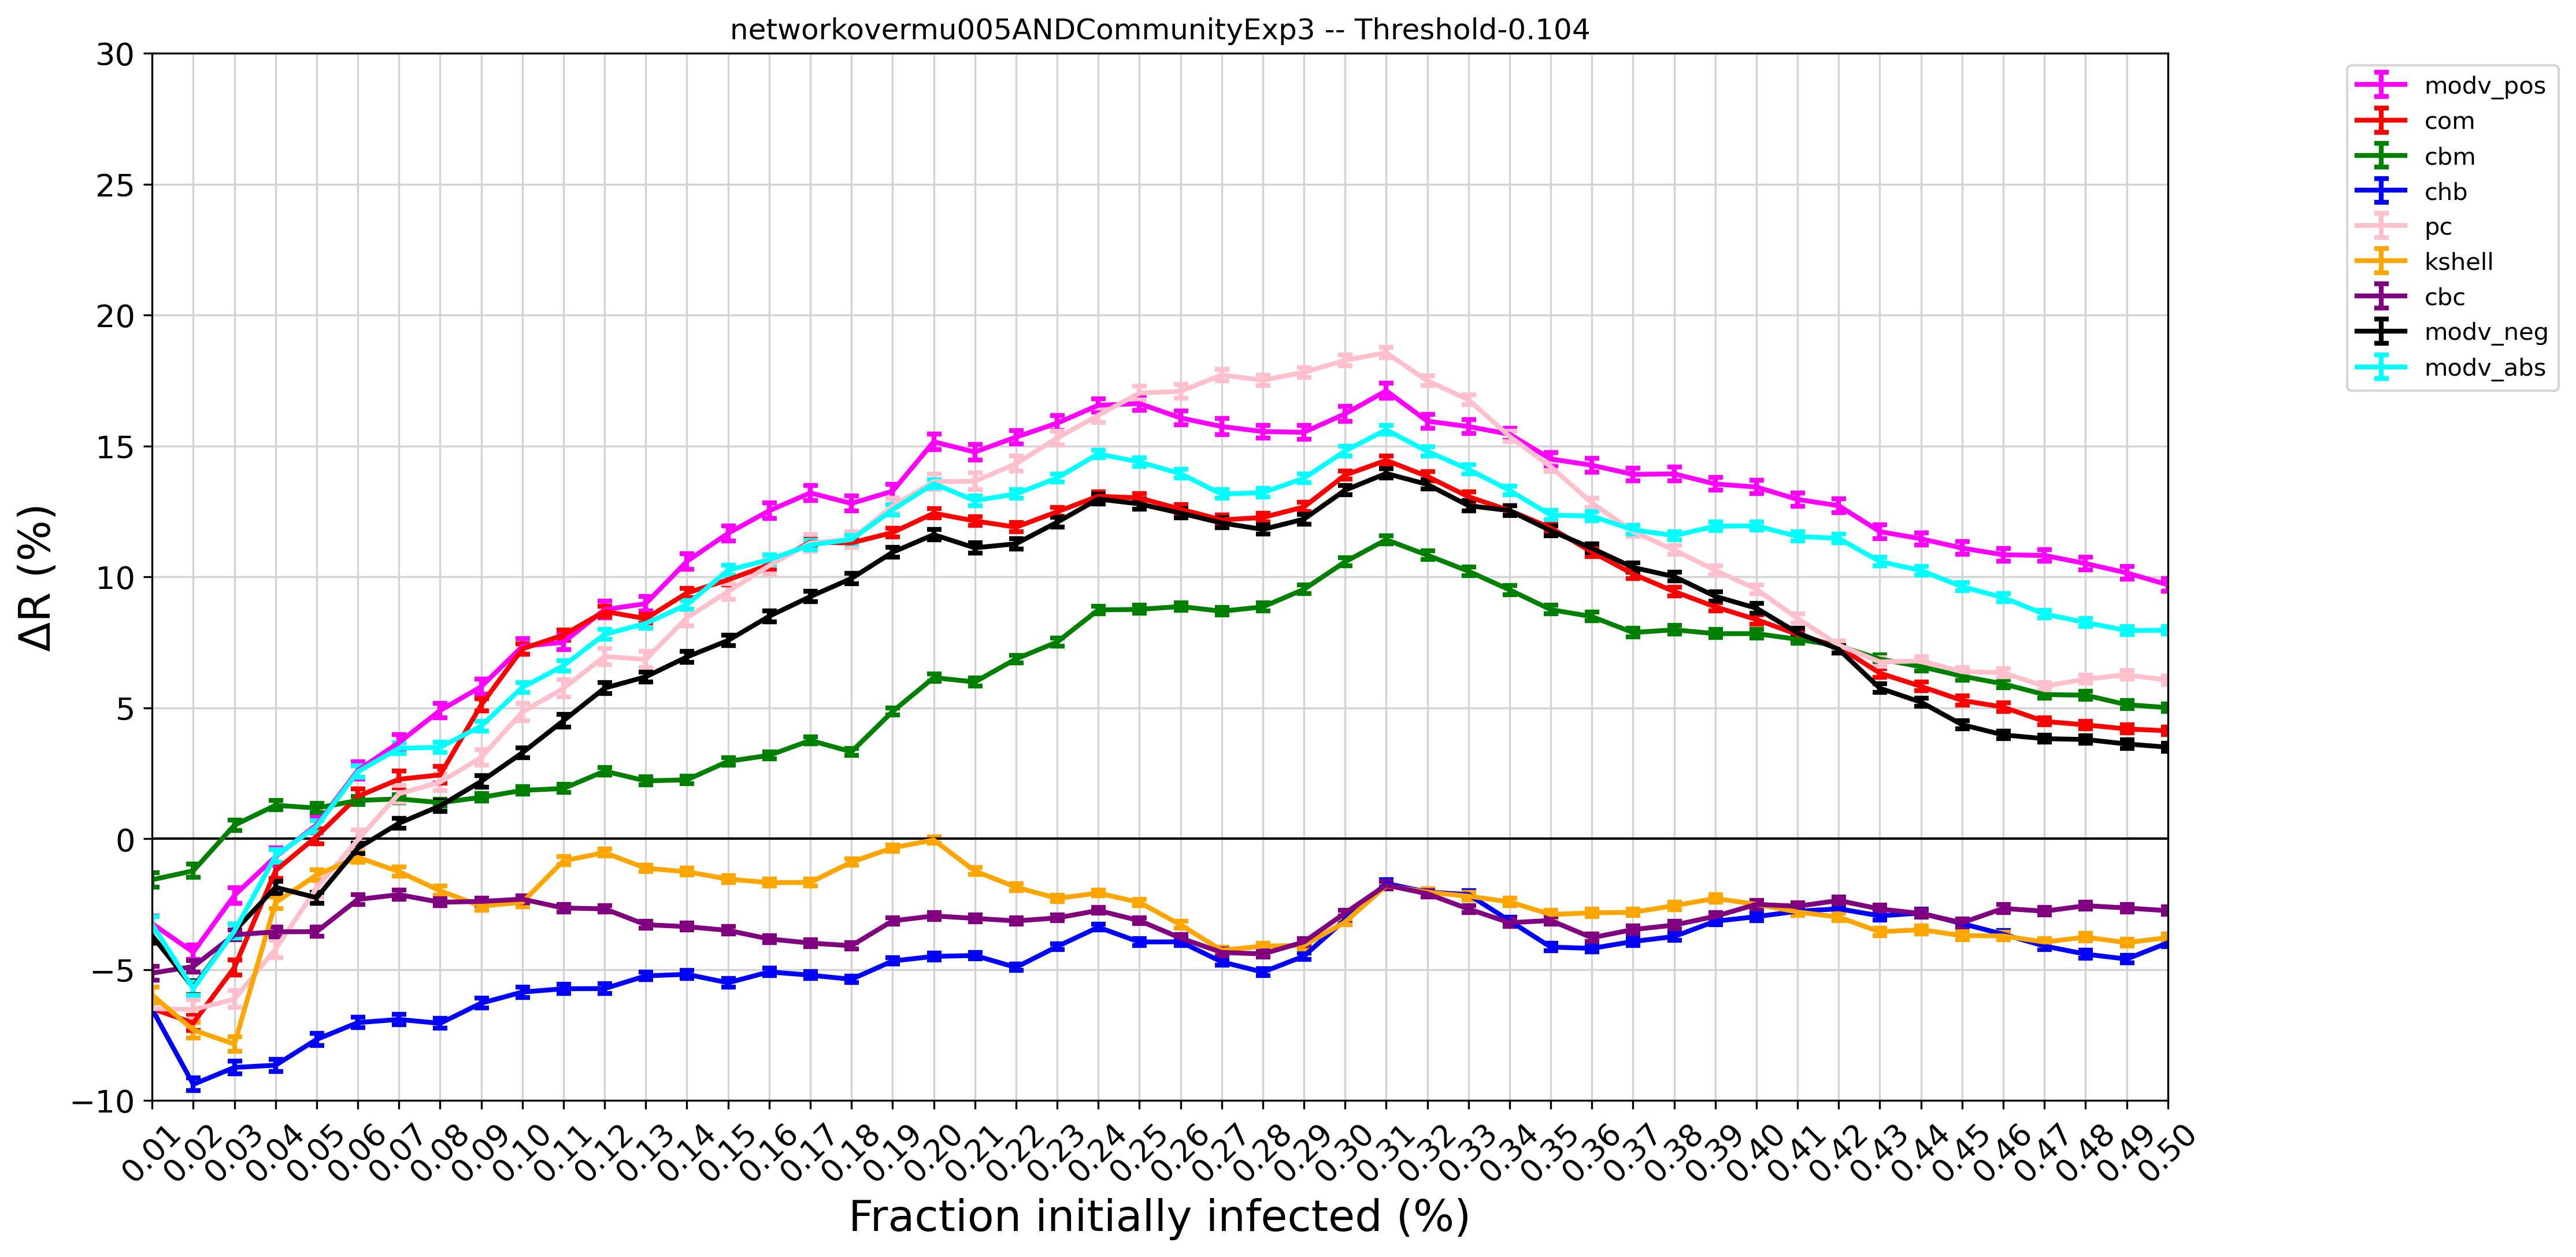 networkovermu005ANDCommunityExp3 -- Threshold-0.104
30
25
20
15
10
5
0
−5
−10
ΔR (%)
0.01 0.02 0.03 0.04 0.05 0.06 0.07 0.08 0.09 0.10 0.11 0.12 0.13 0.14 0.15 0.16 0.17 0.18 0.19 0.20 0.21 0.22 0.23 0.24 0.25 0.26 0.27 0.28 0.29 0.30 0.31 0.32 0.33 0.34 0.35 0.36 0.37 0.38 0.39 0.40 0.41 0.42 0.43 0.44 0.45 0.46 0.47 0.48 0.49 0.50
Fraction initially infected (%)
modv_pos
com
cbm
chb
pc
kshell
cbc
modv_neg
modv_abs